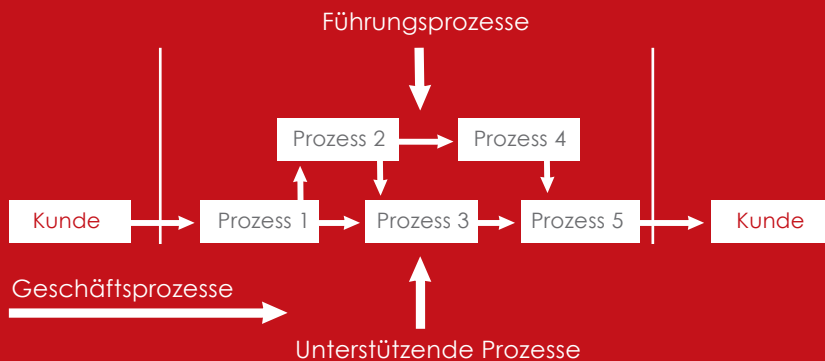 Führungsprozesse
Prozess 2
Prozess 4
Kunde
Prozess 1
Prozess 3
Prozess 5
Kunde
Geschäftsprozesse
Unterstützende Prozesse